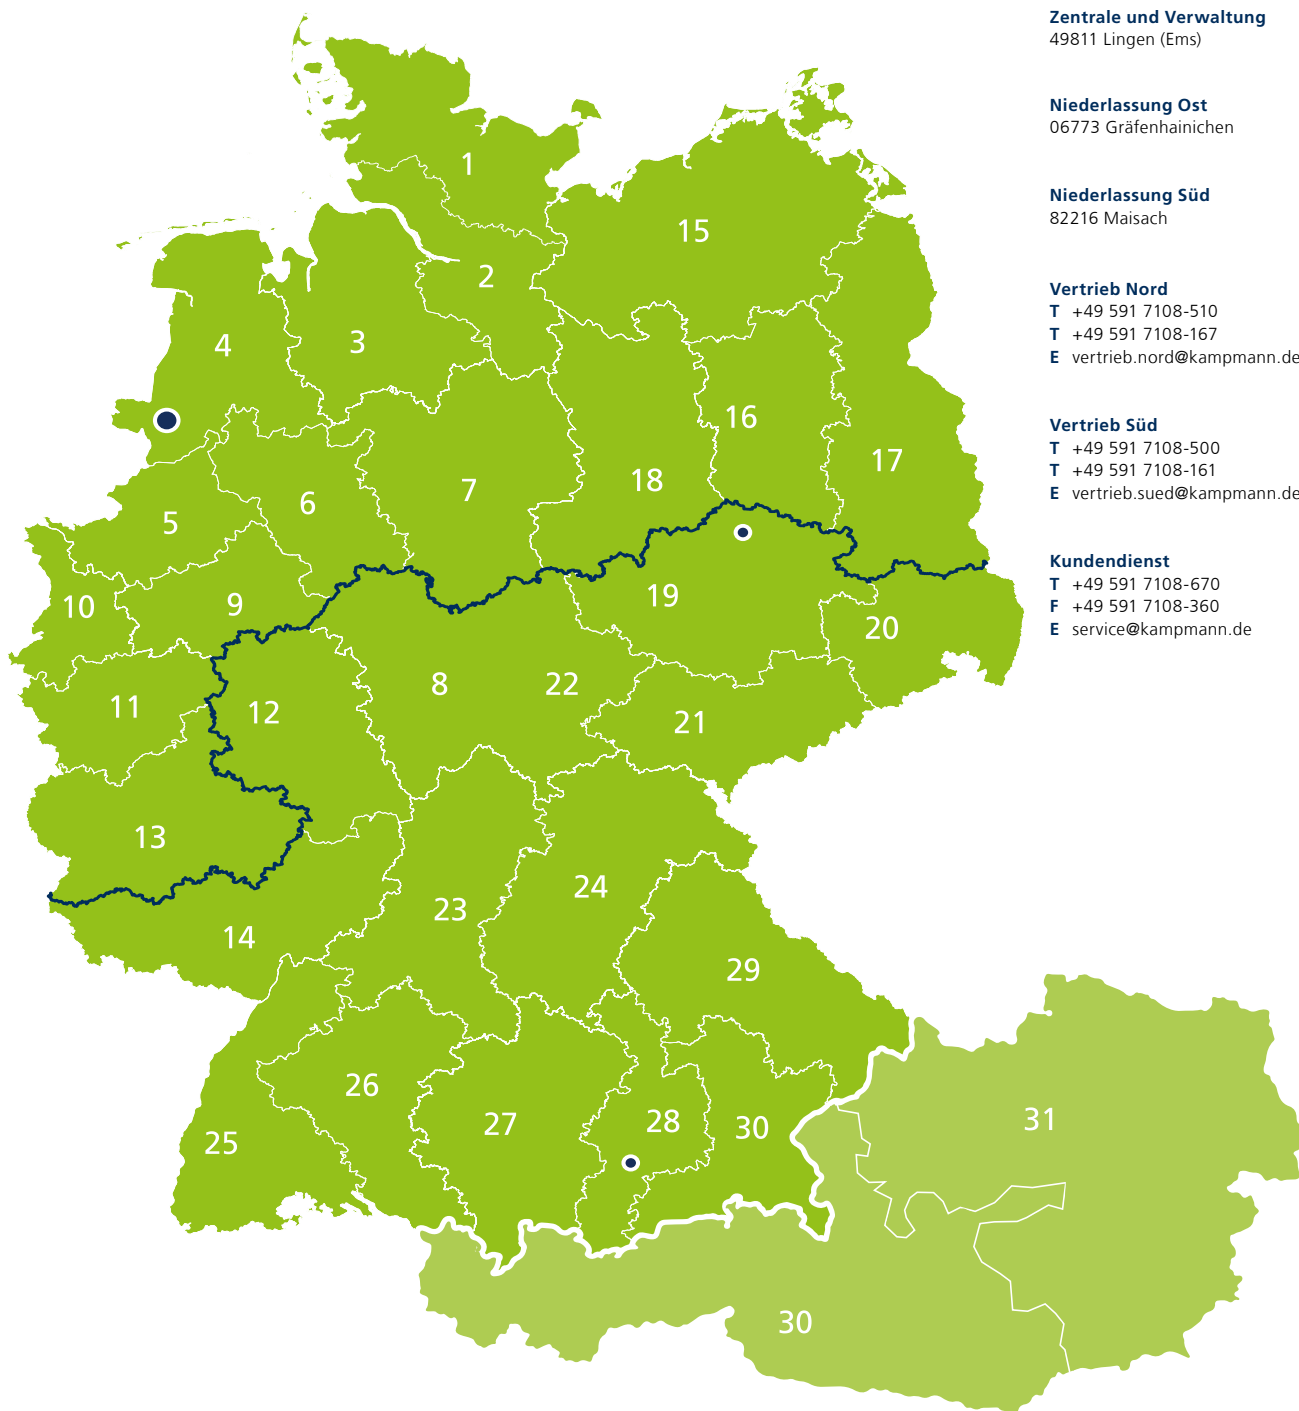 Zentrale und Verwaltung
49811 Lingen (Ems)
Niederlassung Ost
06773 Gräfenhainichen
Niederlassung Süd
82216 Maisach
Vertrieb Nord
T +49 591 7108-510
T +49 591 7108-167
E vertrieb.nord@kampmann.de
Vertrieb Süd
T +49 591 7108-500
T +49 591 7108-161
E vertrieb.sued@kampmann.de
Kundendienst
T +49 591 7108-670
F +49 591 7108-360
E service@kampmann.de
1
15
2
4
3
16
17
18
7
6
5
19
9
10
20
8
22
11
12
21
13
24
23
14
29
26
31
28
27
30
25
30